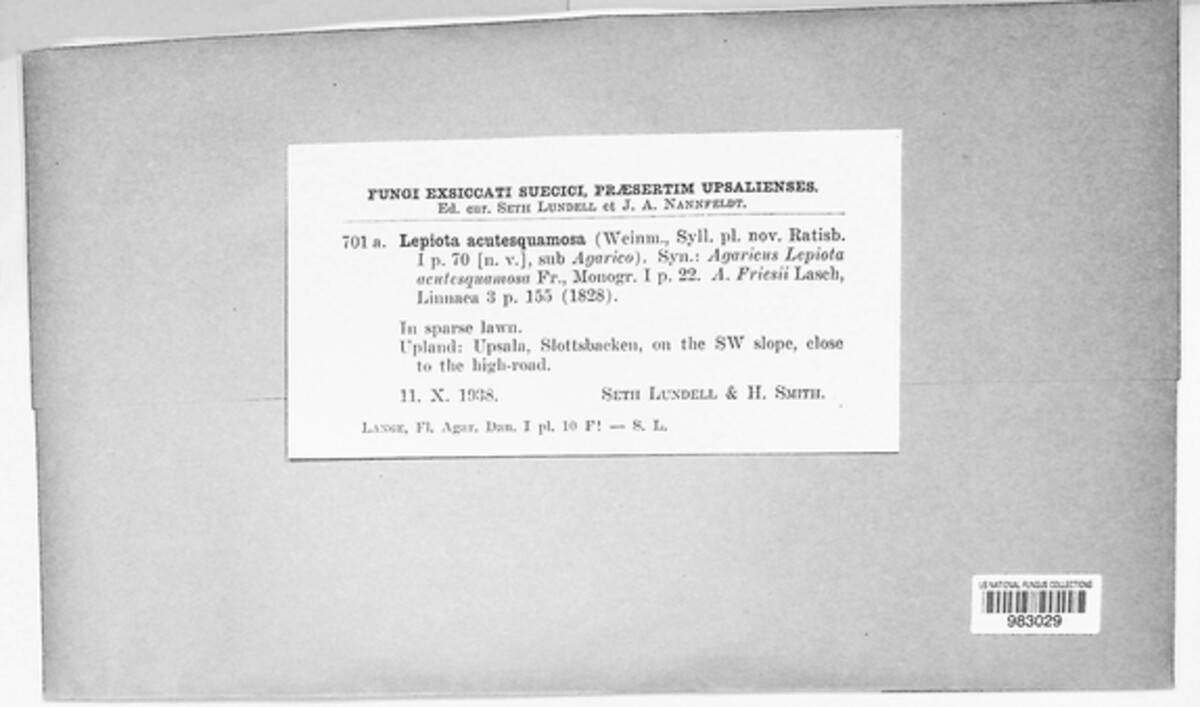 FUNGI EXSICCATI SUECICI, PRÆSERTIM UPSALIENSES.
Ed. cur. SETH LUNDELL et J. A. NANNFELDT.
701 a. Lepiota acutesquamosa (Weinm., Syll. pl. nov. Ratisb.
I p. 70 [n. v.], sub Agarico). Syn.: Agaricus Lepiota
acutesquamosa Fr., Monogr. I p. 22. A. Friesii Lasch,
Linnaea 3 p. 155 (1828).
In sparse lawn.
Upland: Upsala, Slottsbacken, on the SW slope, close
to the high-road.
11. X. 1938. SETH LUNDELL & H. SMITH.
LANGE, Fl. Agar. Dan. I pl. 10 F! — S. L.
US NATIONAL FUNGUS COLLECTIONS
983029